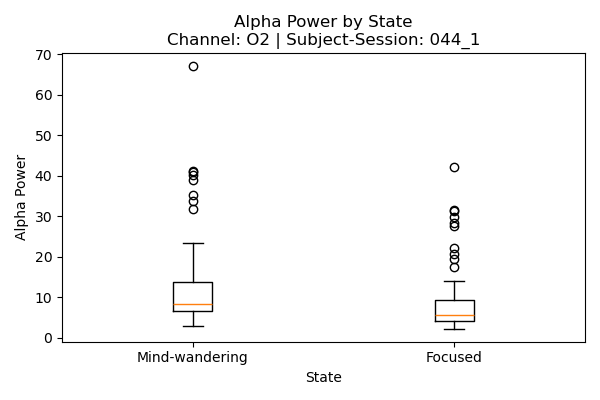 Alpha Power by State
Channel: O2 | Subject-Session: 044_1
70
60
50
40
30
20
10
0
Alpha Power
Mind-wandering
Focused
State